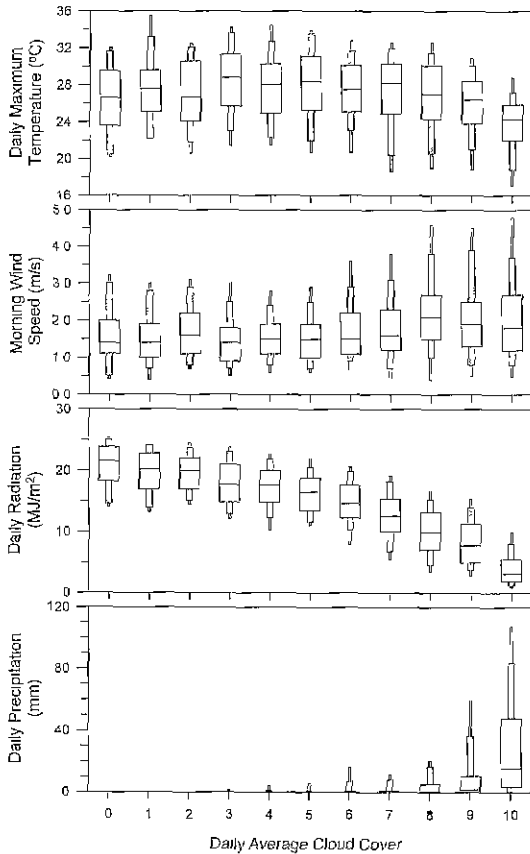 Daily Maximum
Temperature (ºC)
36
32
28
24
20
16
Morning Wind
Speed (m/s)
5 0
4 0
3 0
2 0
1 0
0 0
Daily Radiation
(MJ/m²)
30
20
10
0
Daily Precipitation
(mm)
120
80
40
0
0 1 2 3 4 5 6 7 8 9 10
Daily Average Cloud Cover